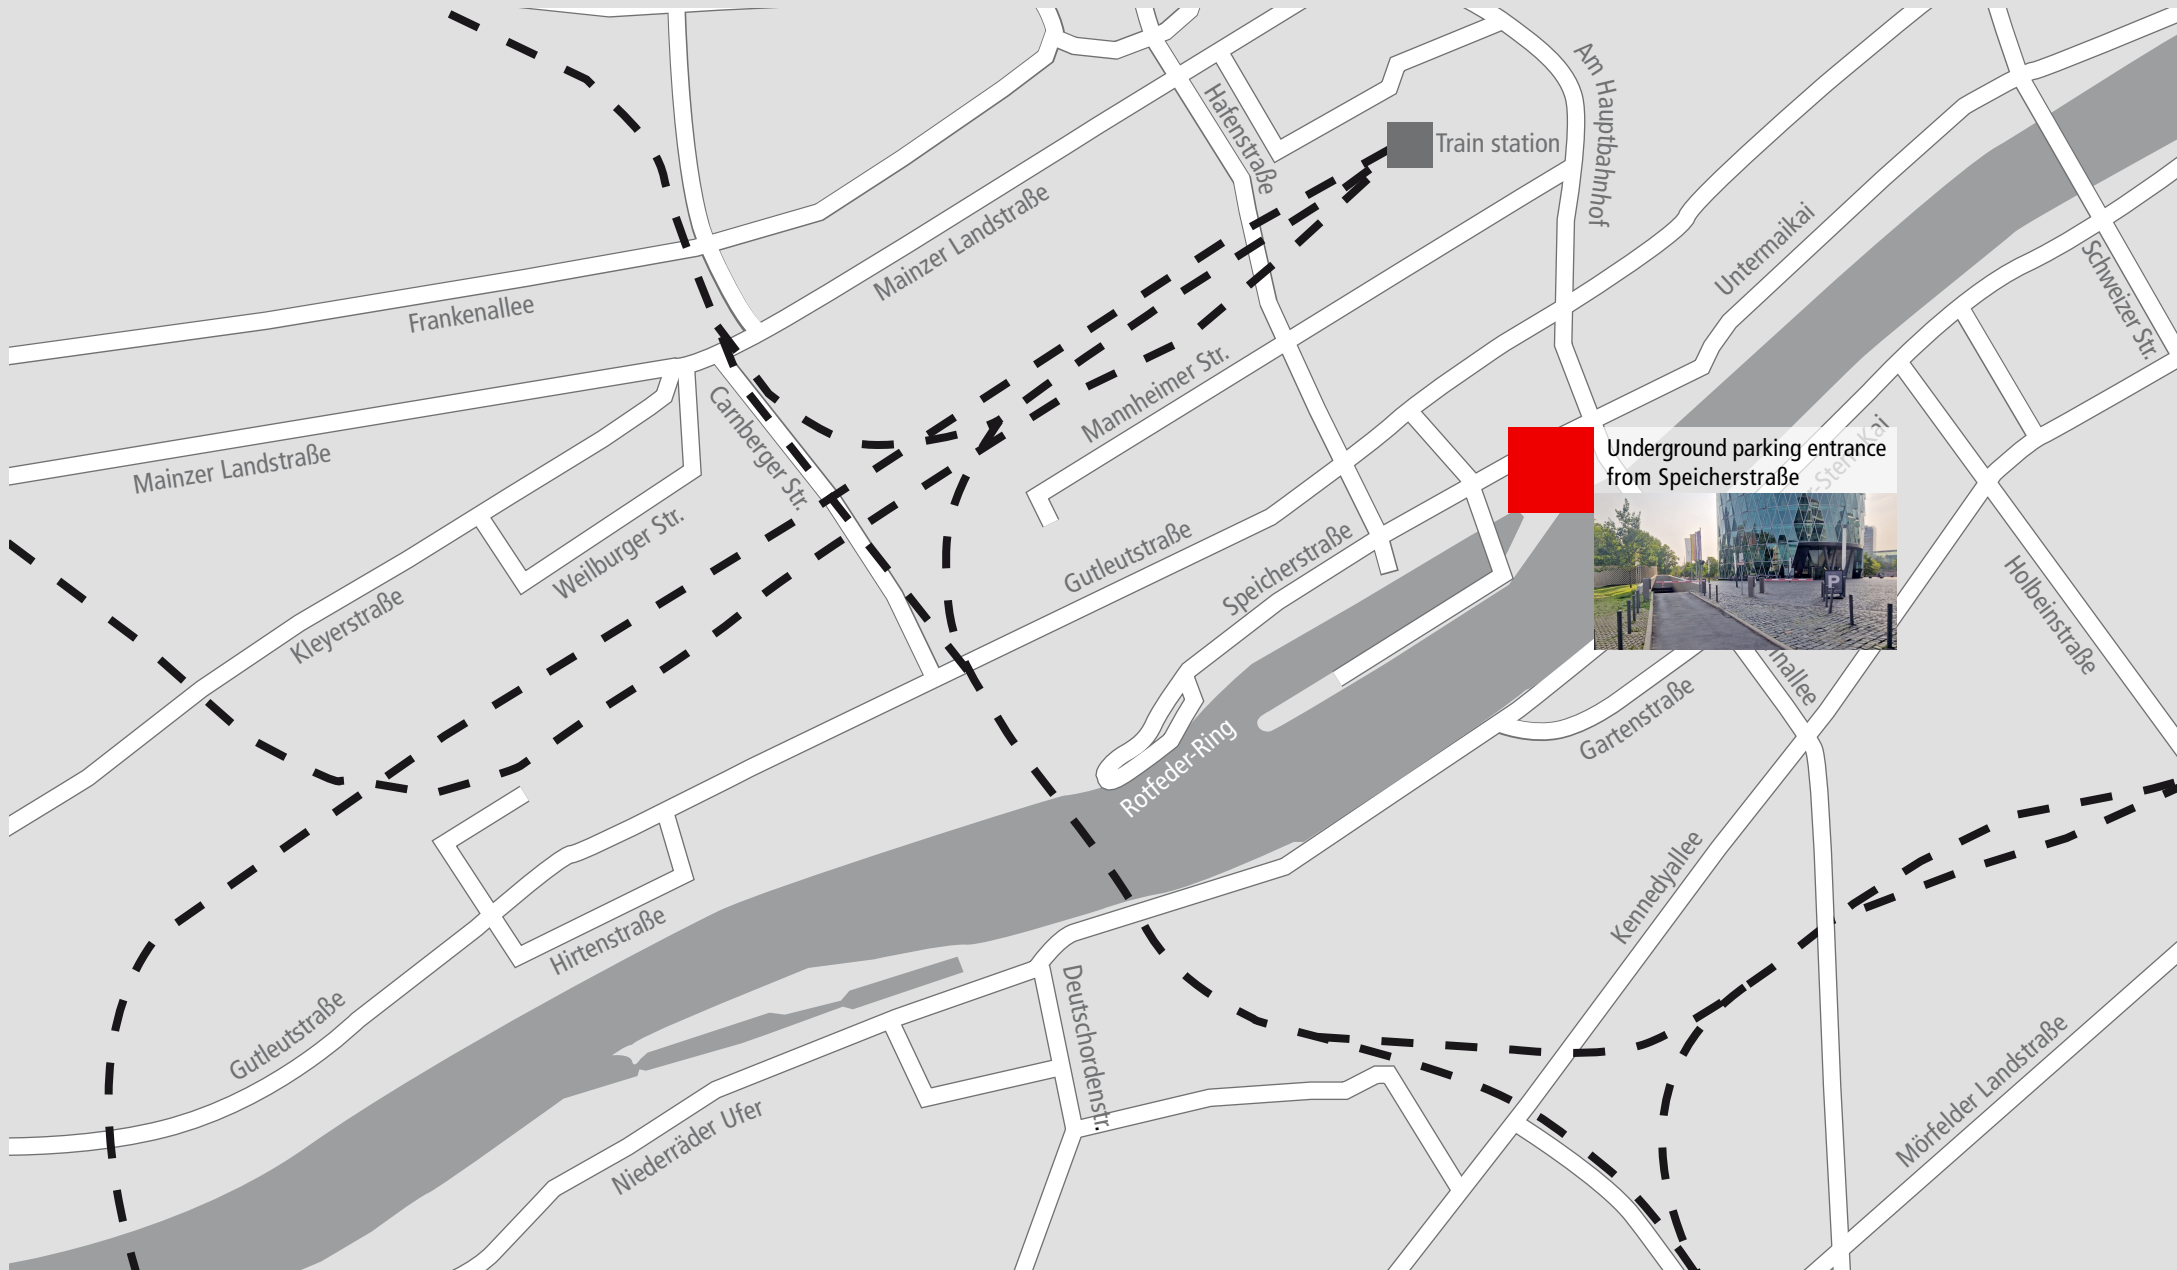 Am Hauptbahnhof
Hafenstraße
Train station
Mainzer Landstraße
Untermaikai
Schweizer Str.
Frankenallee
Mannheimer Str.
Camberger Str.
Mainzer Landstraße
Underground parking entrance
from Speicherstraße
P
Weilburger Str.
Gutleutstraße
Speicherstraße
Holbeinstraße
Kleyerstraße
Gartenstraße
Rotfeder-Ring
Kennedyallee
Hirtenstraße
Gutleutstraße
Deutschordenstr.
Mörfelder Landstraße
Niederräder Ufer